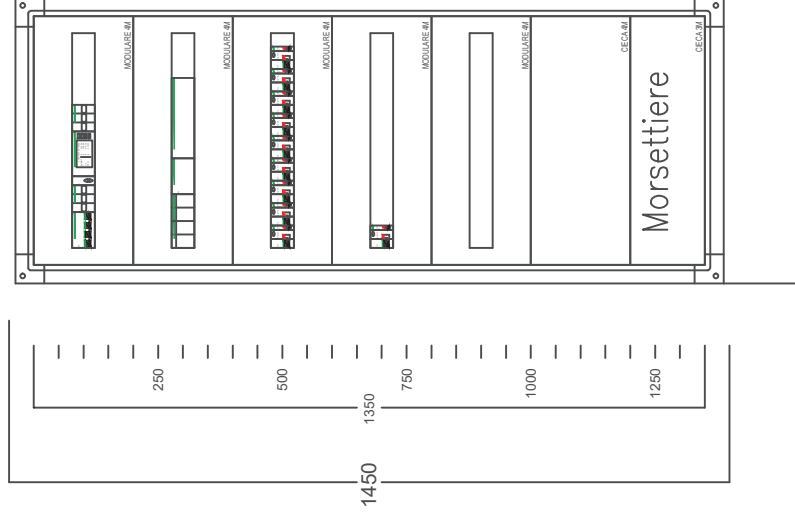 MODULARE 4M
MODULARE 4M
MODULARE 4M
MODULARE 4M
MODULARE 4M
CIECA 4M
CIECA 3M
Morsettiere
250
500
750
1000
1250
1350
1450